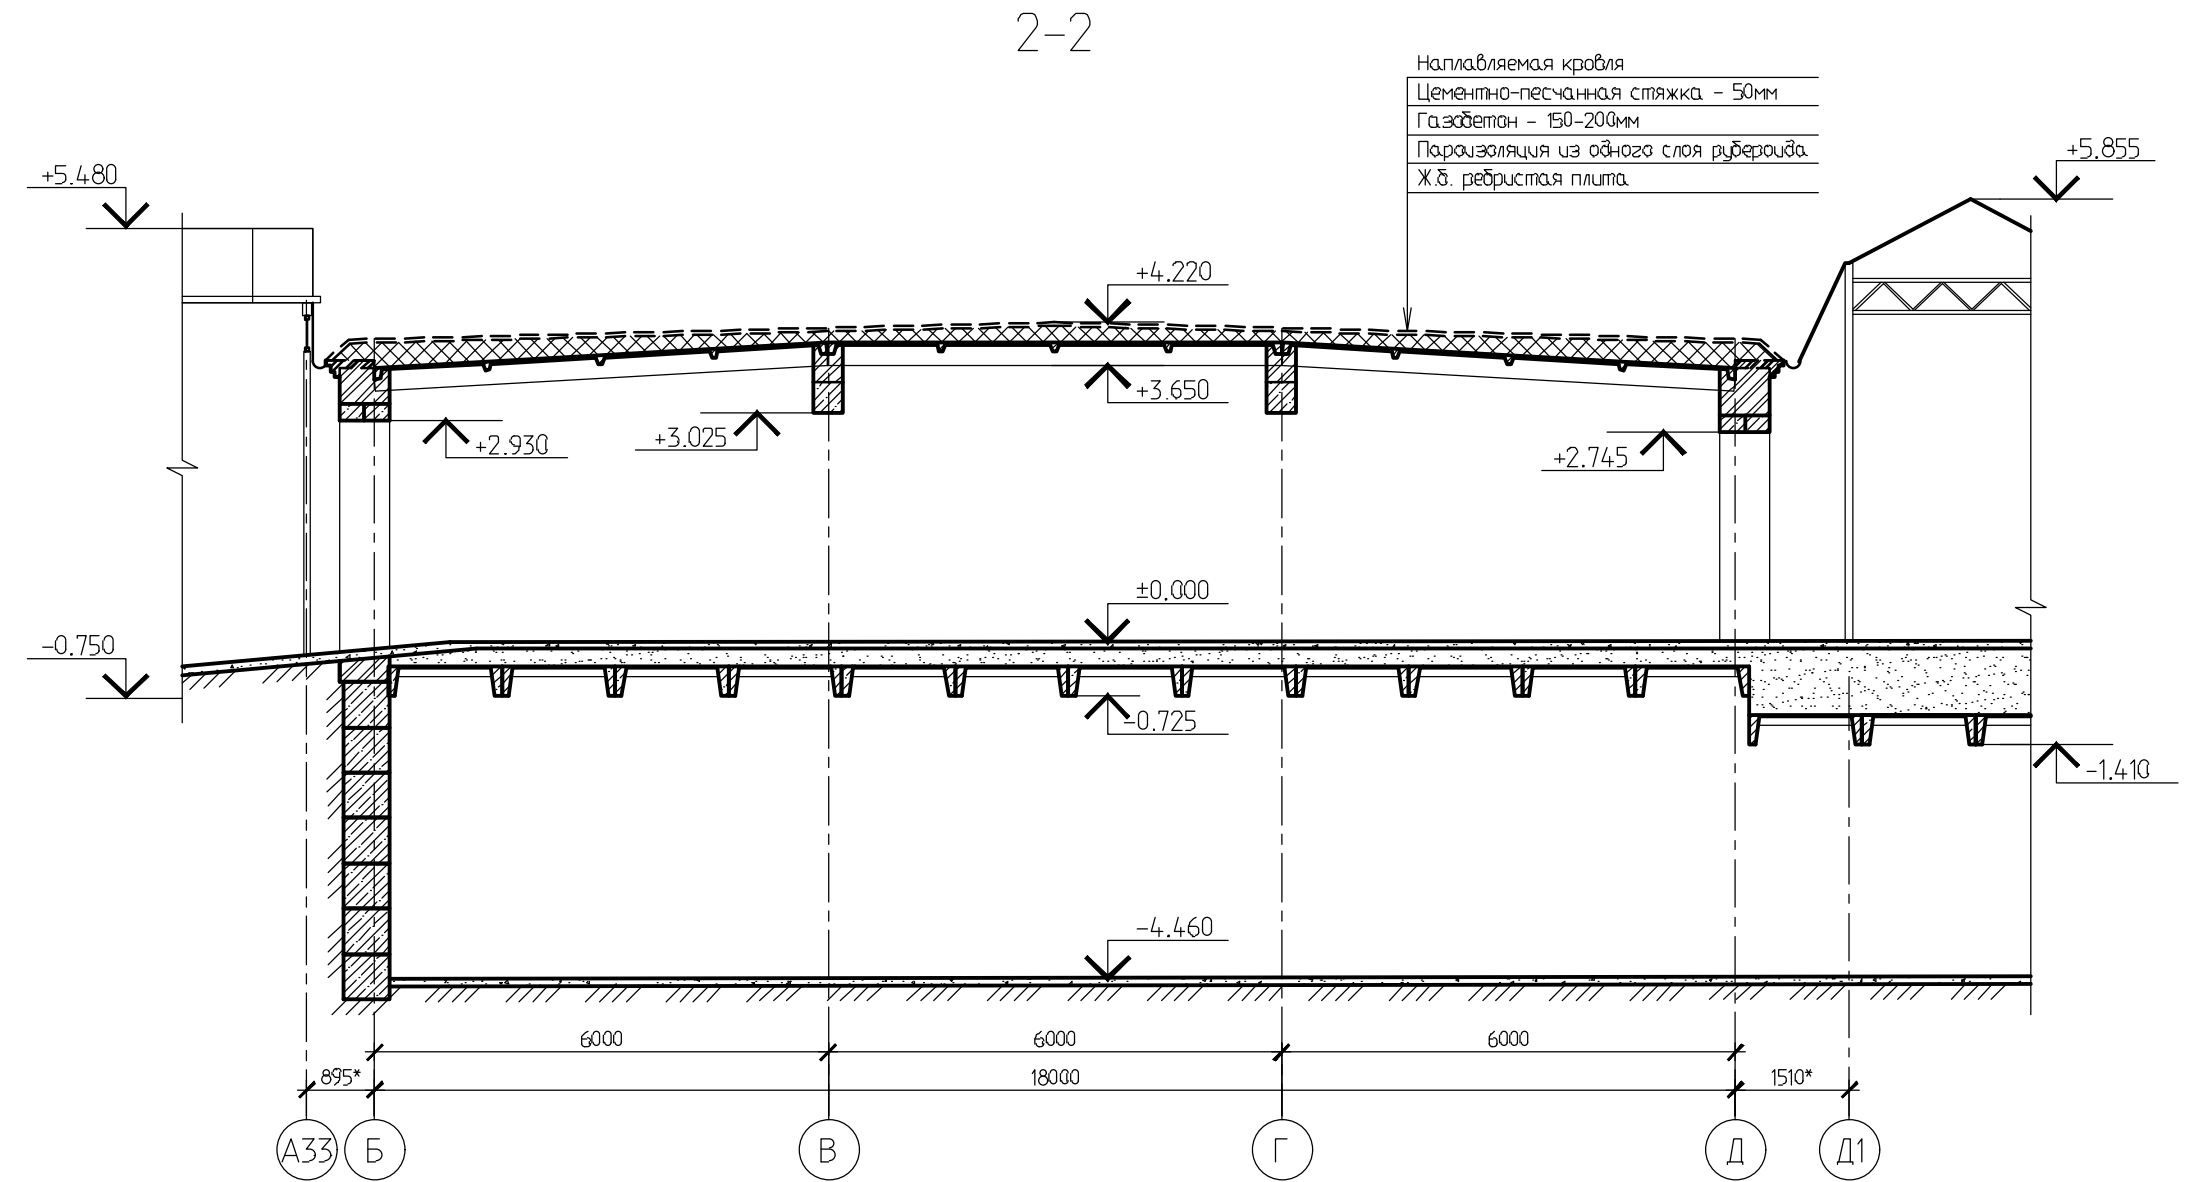 2-2
Наплавляемая кровля
Цементно-песчанная стяжка - 50мм
Газобетон - 150-200мм
Пароизоляция из одного слоя рубероида
Ж.б. ребристая плита
+5.480
+5.855
+4.220
+3.650
+2.930
+3.025
+2.745
±0.000
-0.750
-0.725
-1.410
-4.460
6000
6000
6000
895*
18000
1510*
А33
Б
В
Г
Д
Д1